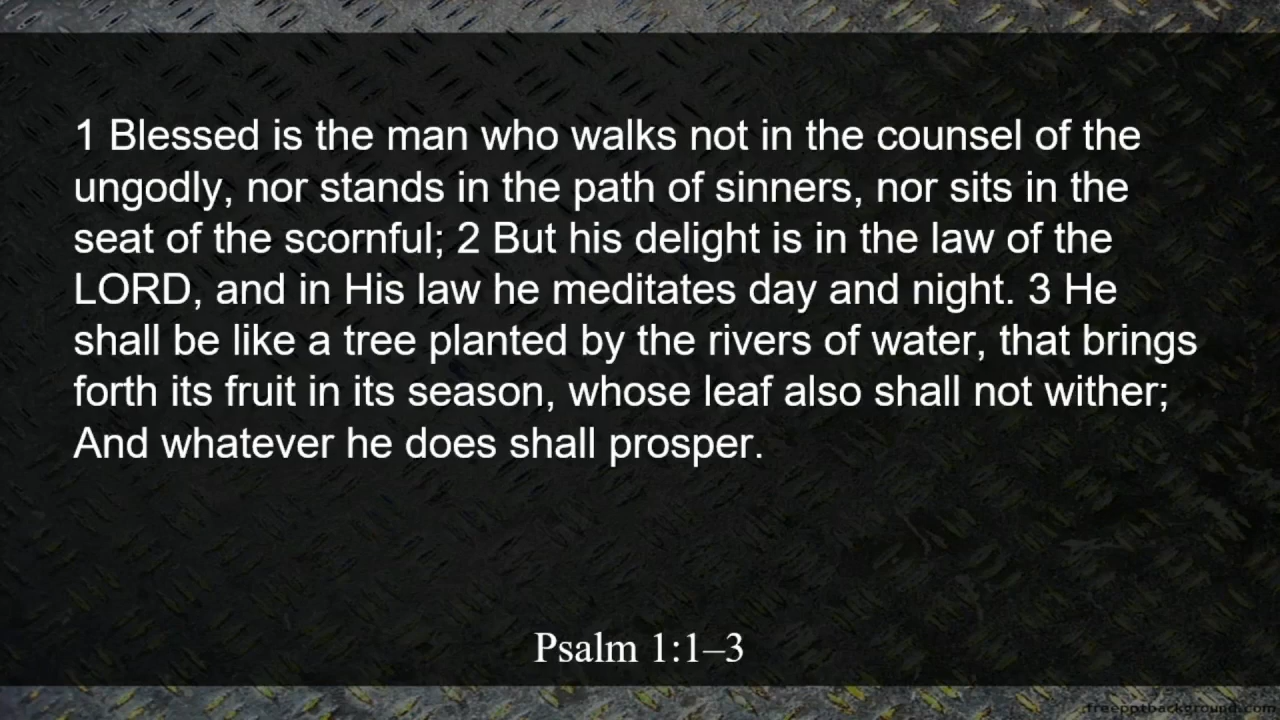 1 Blessed is the man who walks not in the counsel of the
ungodly, nor stands in the path of sinners, nor sits in the
seat of the scornful; 2 But his delight is in the law of the
LORD, and in His law he meditates day and night. 3 He
shall be like a tree planted by the rivers of water, that brings
forth its fruit in its season, whose leaf also shall not wither;
And whatever he does shall prosper.
Psalm 1:1–3
freepptbackground.com